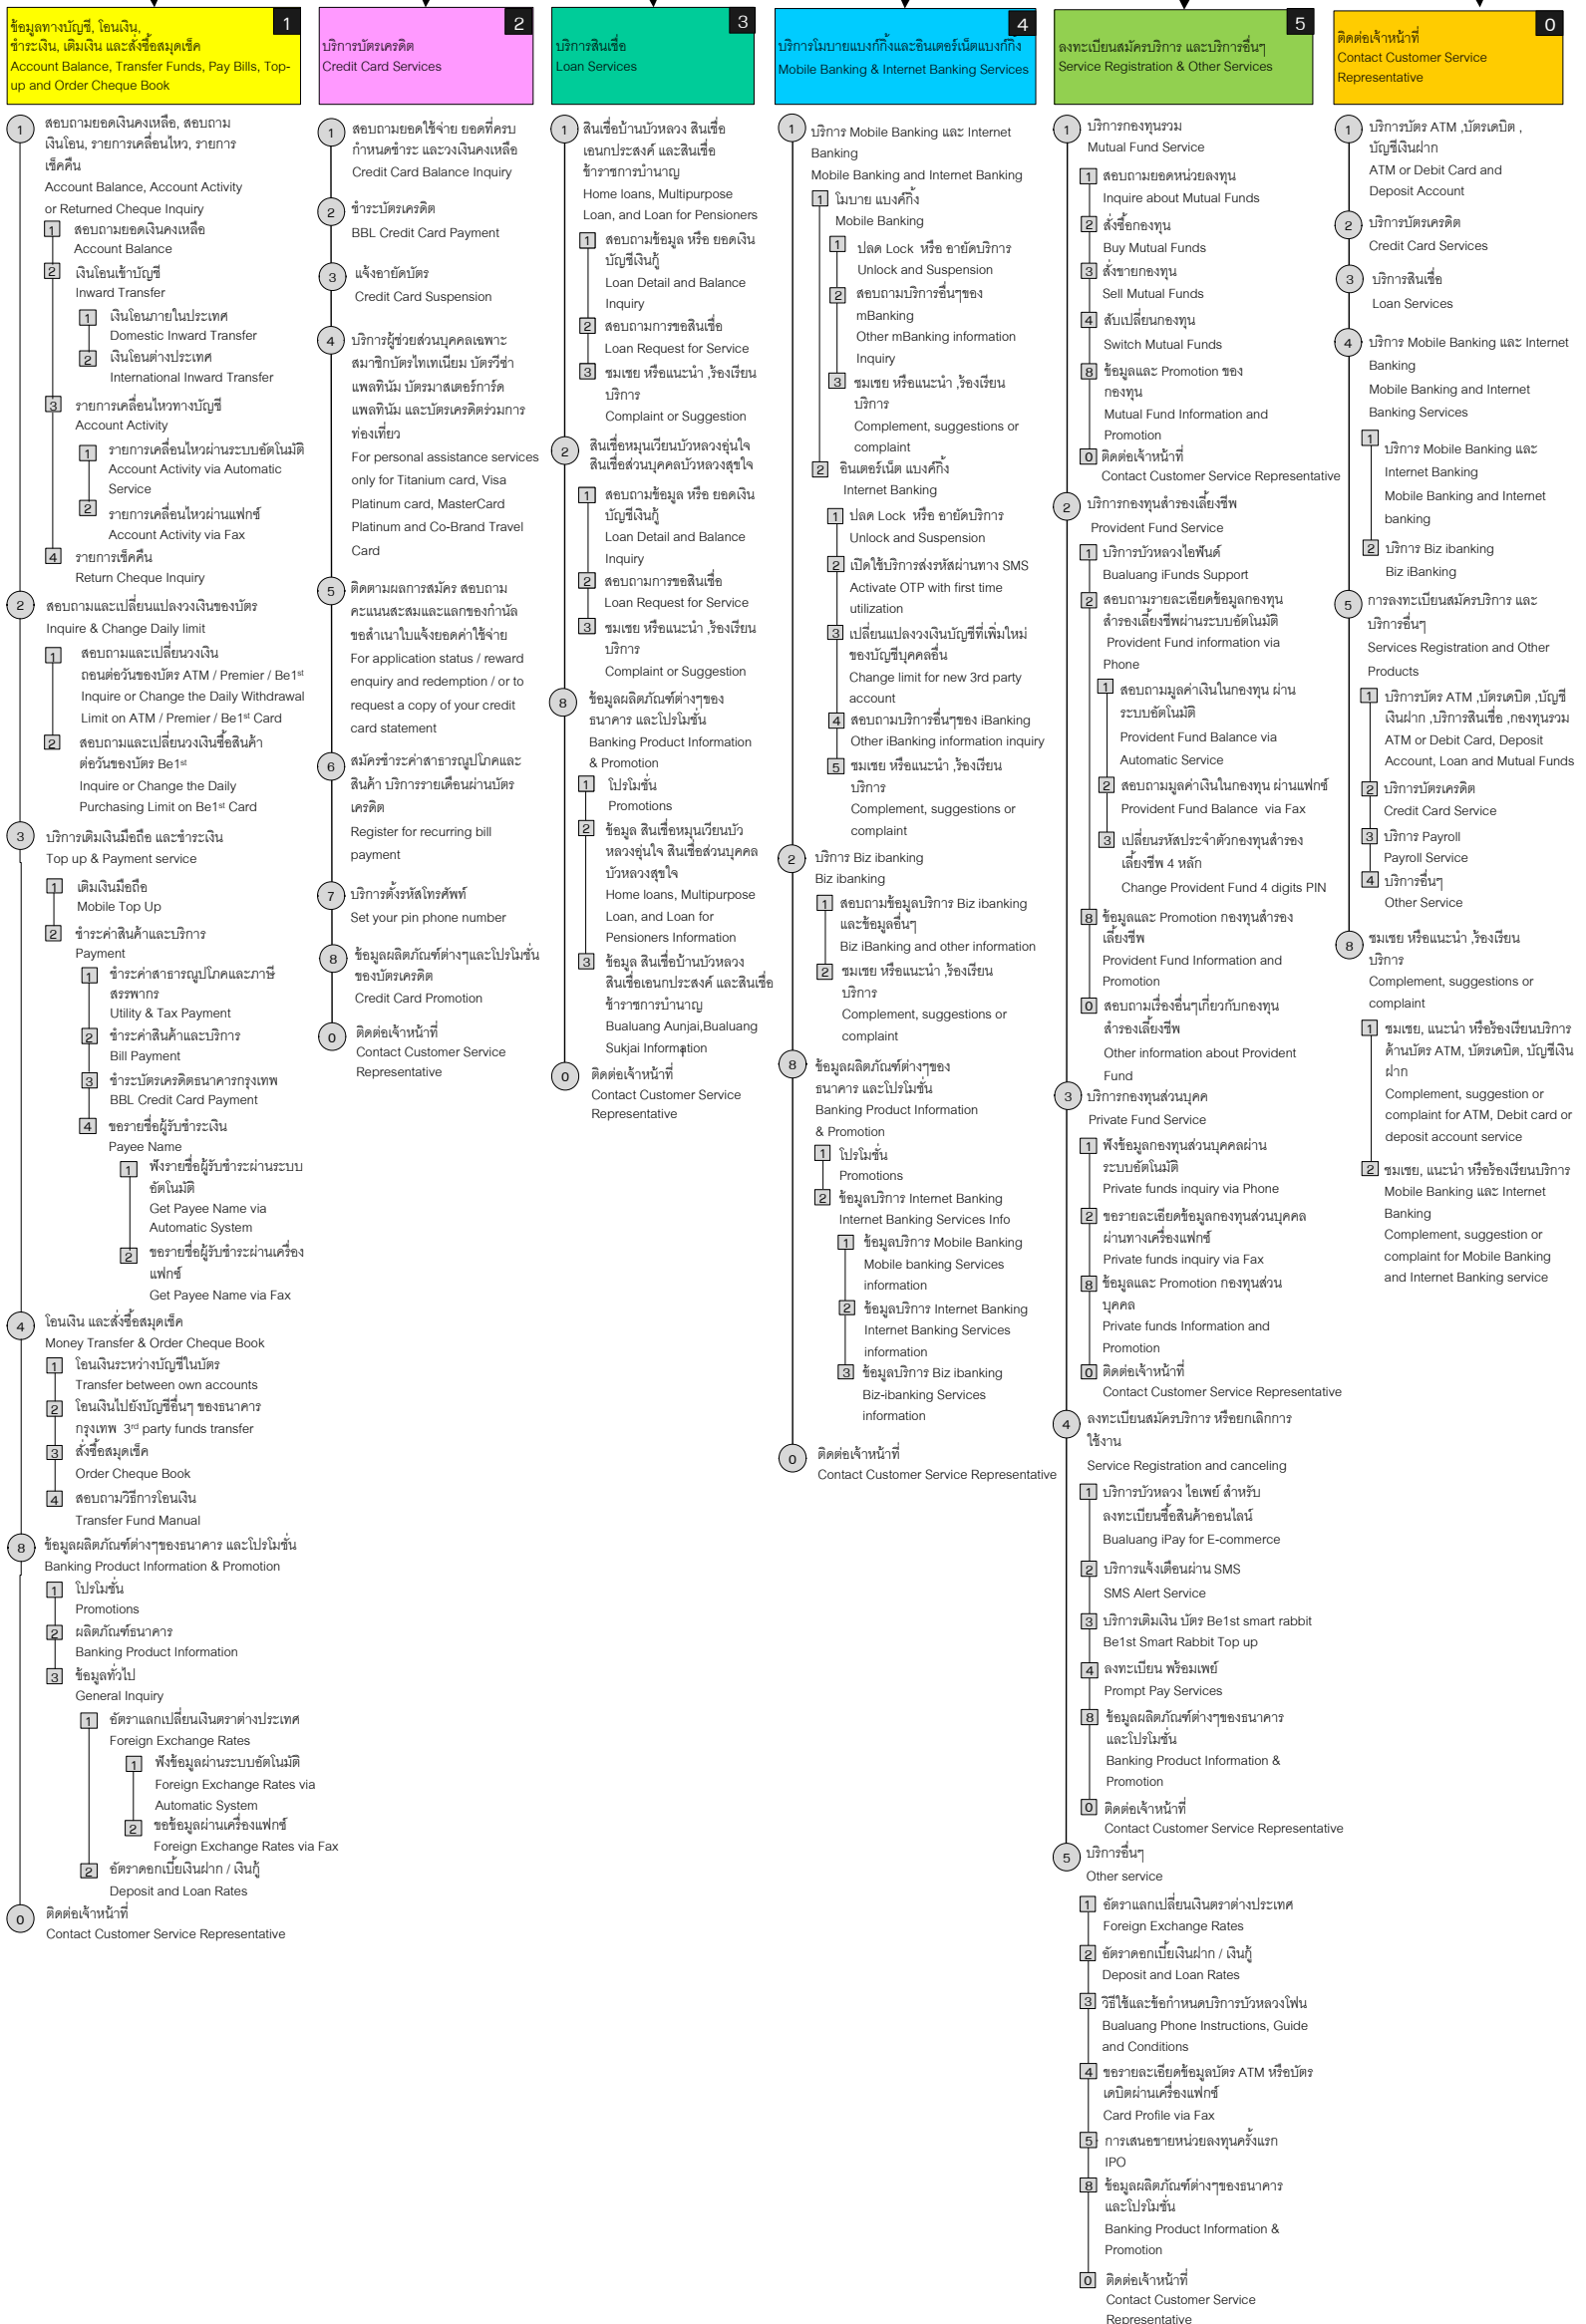 1
ข้อมูลทางบัญชี, โอนเงิน,
ชำระเงิน, เติมเงิน และสั่งซื้อสมุดเช็ค
Account Balance, Transfer Funds, Pay Bills, Top-
up and Order Cheque Book
1
สอบถามยอดเงินคงเหลือ, สอบถาม
เงินโอน, รายการเคลื่อนไหว, รายการ
เช็คคืน
Account Balance, Account Activity
or Returned Cheque Inquiry
1 สอบถามยอดเงินคงเหลือ
Account Balance
2 เงินโอนเข้าบัญชี
Inward Transfer
1 เงินโอนภายในประเทศ
Domestic Inward Transfer
2 เงินโอนต่างประเทศ
International Inward Transfer
3 รายการเคลื่อนไหวทางบัญชี
Account Activity
1 รายการเคลื่อนไหวผ่านระบบอัตโนมัติ
Account Activity via Automatic
Service
2 รายการเคลื่อนไหวผ่านแฟกซ์
Account Activity via Fax
4 รายการเช็คคืน
Return Cheque Inquiry
2 สอบถามและเปลี่ยนแปลงวงเงินของบัตร
Inquire & Change Daily limit
1 สอบถามและเปลี่ยนวงเงิน
ถอนต่อวันของบัตร ATM / Premier / Be1st
Inquire or Change the Daily Withdrawal
Limit on ATM / Premier / Be1st Card
2 สอบถามและเปลี่ยนวงเงินซื้อสินค้า
ต่อวันของบัตร Be1st
Inquire or Change the Daily
Purchasing Limit on Be1st Card
3 บริการเติมเงินมือถือ และชำระเงิน
Top up & Payment service
1 เติมเงินมือถือ
Mobile Top Up
2 ชำระค่าสินค้าและบริการ
Payment
1 ชำระค่าสาธารณูปโภคและภาษี
สรรพากร
Utility & Tax Payment
2 ชำระค่าสินค้าและบริการ
Bill Payment
3 ชำระบัตรเครดิตธนาคารกรุงเทพ
BBL Credit Card Payment
4 ขอรายชื่อผู้รับชำระเงิน
Payee Name
1 ฟังรายชื่อผู้รับชำระผ่านระบบ
อัตโนมัติ
Get Payee Name via
Automatic System
2 ขอรายชื่อผู้รับชำระผ่านเครื่อง
แฟกซ์
Get Payee Name via Fax
4 โอนเงิน และสั่งซื้อสมุดเช็ค
Money Transfer & Order Cheque Book
1 โอนเงินระหว่างบัญชีในบัตร
Transfer between own accounts
2 โอนเงินไปยังบัญชีอื่นๆ ของธนาคาร
กรุงเทพ 3rd party funds transfer
3 สั่งซื้อสมุดเช็ค
Order Cheque Book
4 สอบถามวิธีการโอนเงิน
Transfer Fund Manual
8 ข้อมูลผลิตภัณฑ์ต่างๆของธนาคาร และโปรโมชั่น
Banking Product Information & Promotion
1 โปรโมชั่น
Promotions
2 ผลิตภัณฑ์ธนาคาร
Banking Product Information
3 ข้อมูลทั่วไป
General Inquiry
1 อัตราแลกเปลี่ยนเงินตราต่างประเทศ
Foreign Exchange Rates
1 ฟังข้อมูลผ่านระบบอัตโนมัติ
Foreign Exchange Rates via
Automatic System
2 ขอข้อมูลผ่านเครื่องแฟกซ์
Foreign Exchange Rates via Fax
2 อัตราดอกเบี้ยเงินฝาก / เงินกู้
Deposit and Loan Rates
0 ติดต่อเจ้าหน้าที่
Contact Customer Service Representative
2
บริการบัตรเครดิต
Credit Card Services
1 สอบถามยอดใช้จ่าย ยอดที่ครบ
กำหนดชำระ และวงเงินคงเหลือ
Credit Card Balance Inquiry
2 ชำระบัตรเครดิต
BBL Credit Card Payment
3 แจ้งอายัดบัตร
Credit Card Suspension
4 บริการผู้ช่วยส่วนบุคคลเฉพาะ
สมาชิกบัตรไทเทเนียม บัตรวีซ่า
แพลทินัม บัตรมาสเตอร์การ์ด
แพลทินัม และบัตรเครดิตร่วมการ
ท่องเที่ยว
For personal assistance services
only for Titanium card, Visa
Platinum card, MasterCard
Platinum and Co-Brand Travel
Card
5 ติดตามผลการสมัคร สอบถาม
คะแนนสะสมและแลกของกำนัล
ขอสำเนาใบแจ้งยอดค่าใช้จ่าย
For application status / reward
enquiry and redemption / or to
request a copy of your credit
card statement
6 สมัครชำระค่าสาธารณูปโภคและ
สินค้า บริการรายเดือนผ่านบัตร
เครดิต
Register for recurring bill
payment
7 บริการตั้งรหัสโทรศัพท์
Set your pin phone number
8 ข้อมูลผลิตภัณฑ์ต่างๆและโปรโมชั่น
ของบัตรเครดิต
Credit Card Promotion
0 ติดต่อเจ้าหน้าที่
Contact Customer Service
Representative
3
บริการสินเชื่อ
Loan Services
1 สินเชื่อบ้านบัวหลวง สินเชื่อ
เอนกประสงค์ และสินเชื่อ
ข้าราชการบำนาญ
Home loans, Multipurpose
Loan, and Loan for Pensioners
1 สอบถามข้อมูล หรือ ยอดเงิน
บัญชีเงินกู้
Loan Detail and Balance
Inquiry
2 สอบถามการขอสินเชื่อ
Loan Request for Service
3 ชมเชย หรือแนะนำ ,ร้องเรียน
บริการ
Complaint or Suggestion
2 สินเชื่อหมุนเวียนบัวหลวงอุ่นใจ
สินเชื่อส่วนบุคคลบัวหลวงสุขใจ
1 สอบถามข้อมูล หรือ ยอดเงิน
บัญชีเงินกู้
Loan Detail and Balance
Inquiry
2 สอบถามการขอสินเชื่อ
Loan Request for Service
3 ชมเชย หรือแนะนำ ,ร้องเรียน
บริการ
Complaint or Suggestion
8 ข้อมูลผลิตภัณฑ์ต่างๆของ
ธนาคาร และโปรโมชั่น
Banking Product Information
& Promotion
1 โปรโมชั่น
Promotions
2 ข้อมูล สินเชื่อหมุนเวียนบัว
หลวงอุ่นใจ สินเชื่อส่วนบุคคล
บัวหลวงสุขใจ
Home loans, Multipurpose
Loan, and Loan for
Pensioners Information
3 ข้อมูล สินเชื่อบ้านบัวหลวง
สินเชื่อเอนกประสงค์ และสินเชื่อ
ข้าราชการบำนาญ
Bualuang Aunjai,Bualuang
Sukjai Information
0 ติดต่อเจ้าหน้าที่
Contact Customer Service
Representative
4
บริการโมบายแบงก์กิ้งและอินเตอร์เน็ตแบงก์กิ้ง
Mobile Banking & Internet Banking Services
1 บริการ Mobile Banking และ Internet
Banking
Mobile Banking and Internet Banking
1 โมบาย แบงค์กิ้ง
Mobile Banking
1 ปลด Lock หรือ อายัดบริการ
Unlock and Suspension
2 สอบถามบริการอื่นๆของ
mBanking
Other mBanking information
Inquiry
3 ชมเชย หรือแนะนำ ,ร้องเรียน
บริการ
Complement, suggestions or
complaint
2 อินเตอร์เน็ต แบงค์กิ้ง
Internet Banking
1 ปลด Lock หรือ อายัดบริการ
Unlock and Suspension
2 เปิดใช้บริการส่งรหัสผ่านทาง SMS
Activate OTP with first time
utilization
3 เปลี่ยนแปลงวงเงินบัญชีที่เพิ่มใหม่
ของบัญชีบุคคลอื่น
Change limit for new 3rd party
account
4 สอบถามบริการอื่นๆของ iBanking
Other iBanking information inquiry
5 ชมเชย หรือแนะนำ ,ร้องเรียน
บริการ
Complement, suggestions or
complaint
2 บริการ Biz ibanking
Biz ibanking
1 สอบถามข้อมูลบริการ Biz ibanking
และข้อมูลอื่นๆ
Biz iBanking and other information
2 ชมเชย หรือแนะนำ ,ร้องเรียน
บริการ
Complement, suggestions or
complaint
8 ข้อมูลผลิตภัณฑ์ต่างๆของ
ธนาคาร และโปรโมชั่น
Banking Product Information
& Promotion
1 โปรโมชั่น
Promotions
2 ข้อมูลบริการ Internet Banking
Internet Banking Services Info
1 ข้อมูลบริการ Mobile Banking
Mobile banking Services
information
2 ข้อมูลบริการ Internet Banking
Internet Banking Services
information
3 ข้อมูลบริการ Biz ibanking
Biz-ibanking Services
information
0 ติดต่อเจ้าหน้าที่
Contact Customer Service Representative
5
ลงทะเบียนสมัครบริการ และบริการอื่นๆ
Service Registration & Other Services
1 บริการกองทุนรวม
Mutual Fund Service
1 สอบถามยอดหน่วยลงทุน
Inquire about Mutual Funds
2 สั่งซื้อกองทุน
Buy Mutual Funds
3 สั่งขายกองทุน
Sell Mutual Funds
4 สับเปลี่ยนกองทุน
Switch Mutual Funds
8 ข้อมูลและ Promotion ของ
กองทุน
Mutual Fund Information and
Promotion
0 ติดต่อเจ้าหน้าที่
Contact Customer Service Representative
2 บริการกองทุนสำรองเลี้ยงชีพ
Provident Fund Service
1 บริการบัวหลวงไอฟันด์
Bualuang iFunds Support
2 สอบถามรายละเอียดข้อมูลกองทุน
สำรองเลี้ยงชีพผ่านระบบอัตโนมัติ
Provident Fund information via
Phone
1 สอบถามมูลค่าเงินในกองทุน ผ่าน
ระบบอัตโนมัติ
Provident Fund Balance via
Automatic Service
2 สอบถามมูลค่าเงินในกองทุน ผ่านแฟกซ์
Provident Fund Balance via Fax
3 เปลี่ยนรหัสประจำตัวกองทุนสำรอง
เลี้ยงชีพ 4 หลัก
Change Provident Fund 4 digits PIN
8 ข้อมูลและ Promotion กองทุนสำรอง
เลี้ยงชีพ
Provident Fund Information and
Promotion
0 สอบถามเรื่องอื่นๆเกี่ยวกับกองทุน
สำรองเลี้ยงชีพ
Other information about Provident
Fund
3 บริการกองทุนส่วนบุคค
Private Fund Service
1 ฟังข้อมูลกองทุนส่วนบุคคลผ่าน
ระบบอัตโนมัติ
Private funds inquiry via Phone
2 ขอรายละเอียดข้อมูลกองทุนส่วนบุคคล
ผ่านทางเครื่องแฟกซ์
Private funds inquiry via Fax
8 ข้อมูลและ Promotion กองทุนส่วน
บุคคล
Private funds Information and
Promotion
0 ติดต่อเจ้าหน้าที่
Contact Customer Service Representative
4 ลงทะเบียนสมัครบริการ หรือยกเลิกการ
ใช้งาน
Service Registration and canceling
1 บริการบัวหลวง ไอเพย์ สำหรับ
ลงทะเบียนซื้อสินค้าออนไลน์
Bualuang iPay for E-commerce
2 บริการแจ้งเตือนผ่าน SMS
SMS Alert Service
3 บริการเติมเงิน บัตร Be1st smart rabbit
Be1st Smart Rabbit Top up
4 ลงทะเบียน พร้อมเพย์
Prompt Pay Services
8 ข้อมูลผลิตภัณฑ์ต่างๆของธนาคาร
และโปรโมชั่น
Banking Product Information &
Promotion
0 ติดต่อเจ้าหน้าที่
Contact Customer Service Representative
5 บริการอื่นๆ
Other service
1 อัตราแลกเปลี่ยนเงินตราต่างประเทศ
Foreign Exchange Rates
2 อัตราดอกเบี้ยเงินฝาก / เงินกู้
Deposit and Loan Rates
3 วิธีใช้และข้อกำหนดบริการบัวหลวงโฟน
Bualuang Phone Instructions, Guide
and Conditions
4 ขอรายละเอียดข้อมูลบัตร ATM หรือบัตร
เดบิตผ่านเครื่องแฟกซ์
Card Profile via Fax
5 การเสนอขายหน่วยลงทุนครั้งแรก
IPO
8 ข้อมูลผลิตภัณฑ์ต่างๆของธนาคาร
และโปรโมชั่น
Banking Product Information &
Promotion
0 ติดต่อเจ้าหน้าที่
Contact Customer Service
Representative
0
ติดต่อเจ้าหน้าที่
Contact Customer Service
Representative
1 บริการบัตร ATM ,บัตรเดบิต ,
บัญชีเงินฝาก
ATM or Debit Card and
Deposit Account
2 บริการบัตรเครดิต
Credit Card Services
3 บริการสินเชื่อ
Loan Services
4 บริการ Mobile Banking และ Internet
Banking
Mobile Banking and Internet
Banking Services
1 บริการ Mobile Banking และ
Internet Banking
Mobile Banking and Internet
banking
2 บริการ Biz ibanking
Biz iBanking
5 การลงทะเบียนสมัครบริการ และ
บริการอื่นๆ
Services Registration and Other
Products
1 บริการบัตร ATM ,บัตรเดบิต ,บัญชี
เงินฝาก ,บริการสินเชื่อ ,กองทุนรวม
ATM or Debit Card, Deposit
Account, Loan and Mutual Funds
2 บริการบัตรเครดิต
Credit Card Service
3 บริการ Payroll
Payroll Service
4 บริการอื่นๆ
Other Service
8 ชมเชย หรือแนะนำ ,ร้องเรียน
บริการ
Complement, suggestions or
complaint
1 ชมเชย, แนะนำ หรือร้องเรียนบริการ
ด้านบัตร ATM, บัตรเดบิต, บัญชีเงิน
ฝาก
Complement, suggestion or
complaint for ATM, Debit card or
deposit account service
2 ชมเชย, แนะนำ หรือร้องเรียนบริการ
Mobile Banking และ Internet
Banking
Complement, suggestion or
complaint for Mobile Banking
and Internet Banking service